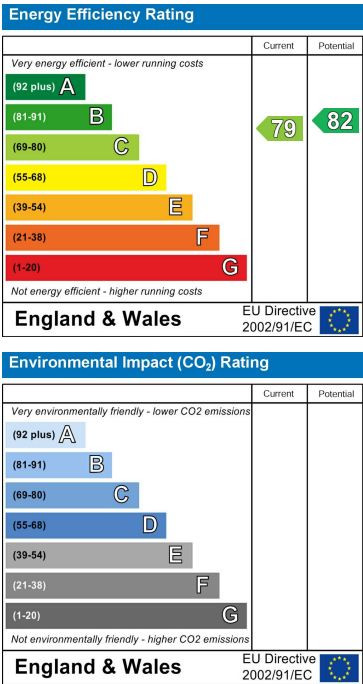 Energy Efficiency Rating
Current Potential
Very energy efficient - lower running costs
(92 plus) A
(81-91) B
(69-80) C
(55-68) D
(39-54) E
(21-38) F
(1-20) G
79 82
Not energy efficient - higher running costs
England & Wales
EU Directive
2002/91/EC
Environmental Impact (CO₂) Rating
Current Potential
Very environmentally friendly - lower CO2 emissions
(92 plus) A
(81-91) B
(69-80) C
(55-68) D
(39-54) E
(21-38) F
(1-20) G
Not environmentally friendly - higher CO2 emissions
England & Wales
EU Directive
2002/91/EC